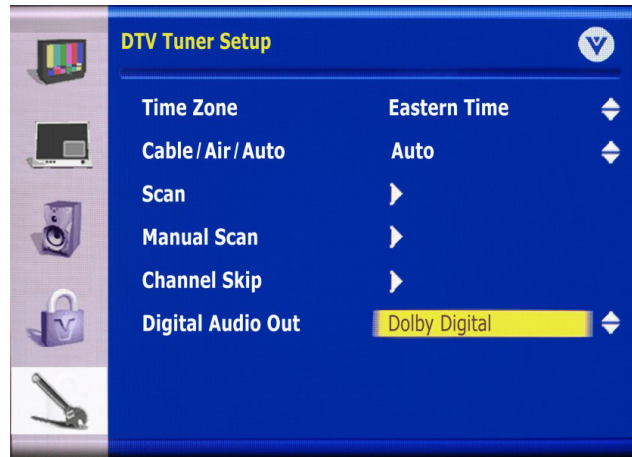 DTV Tuner Setup
Time Zone Eastern Time
Cable/Air/Auto Auto
Scan
Manual Scan
Channel Skip
Digital Audio Out Dolby Digital